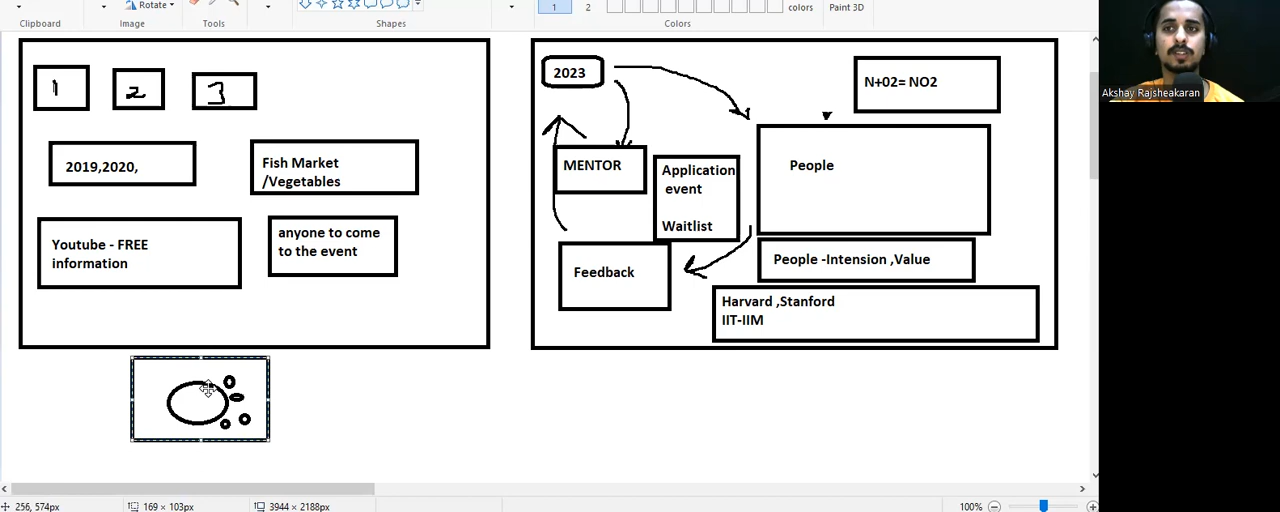 Rotate
Clipboard
Image
Tools
Shapes
1
2
Colors
colors
Paint 3D
1
2
3
2019,2020,
Fish Market
/Vegetables
Youtube - FREE
information
anyone to come
to the event
2023
N+02= NO2
MENTOR
Application
event
Waitlist
People
Feedback
People -Intension ,Value
Harvard ,Stanford
IIT-IIM
Akshay Rajsheakaran
256, 574px
169 × 103px
3944 × 2188px
100%